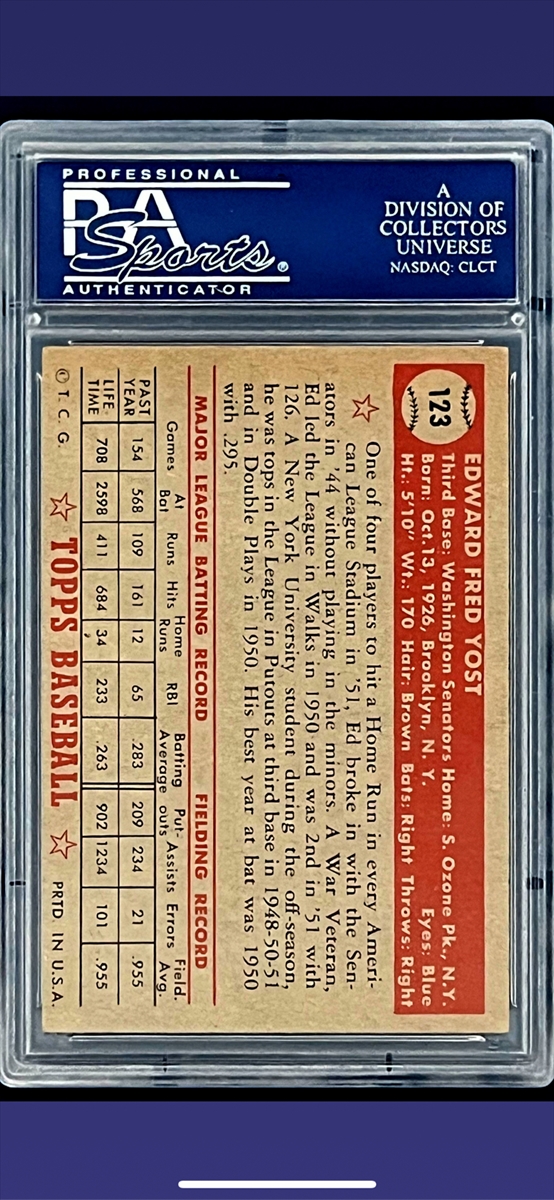 PROFESSIONAL
PSA
Sports®
AUTHENTICATOR
A
DIVISION OF
COLLECTORS
UNIVERSE
NASDAQ: CLCT
123
EDWARD FRED YOST
Third Base: Washington Senators Home: S. Ozone Pk., N.Y.
Born: Oct. 13, 1926, Brooklyn, N. Y. Eyes: Blue
Ht.: 5'10" Wt.: 170 Hair: Brown Bats: Right Throws: Right
One of four players to hit a Home Run in every Ameri-
can League Stadium in '51, Ed broke in with the Sen-
ators in '44 without playing in the minors. A War Veteran,
Ed led the League in Walks in 1950 and was 2nd in '51 with
126. A New York University student during the off-season,
he was tops in the League in Putouts at third base in 1948-50-51
and in Double Plays in 1950. His best year at bat was 1950
with .295.
MAJOR LEAGUE BATTING RECORD FIELDING RECORD
Games At Bat Runs Hits Home Runs RBI Batting Average Put-outs Assists Errors Field. Avg.
PAST YEAR 154 568 109 161 12 65 .283 209 234 21 .955
LIFE TIME 708 2598 411 684 34 233 .263 902 1234 101 .955
© T. C. G. ☆ TOPPS BASEBALL ☆ PRTD. IN U.S.A.